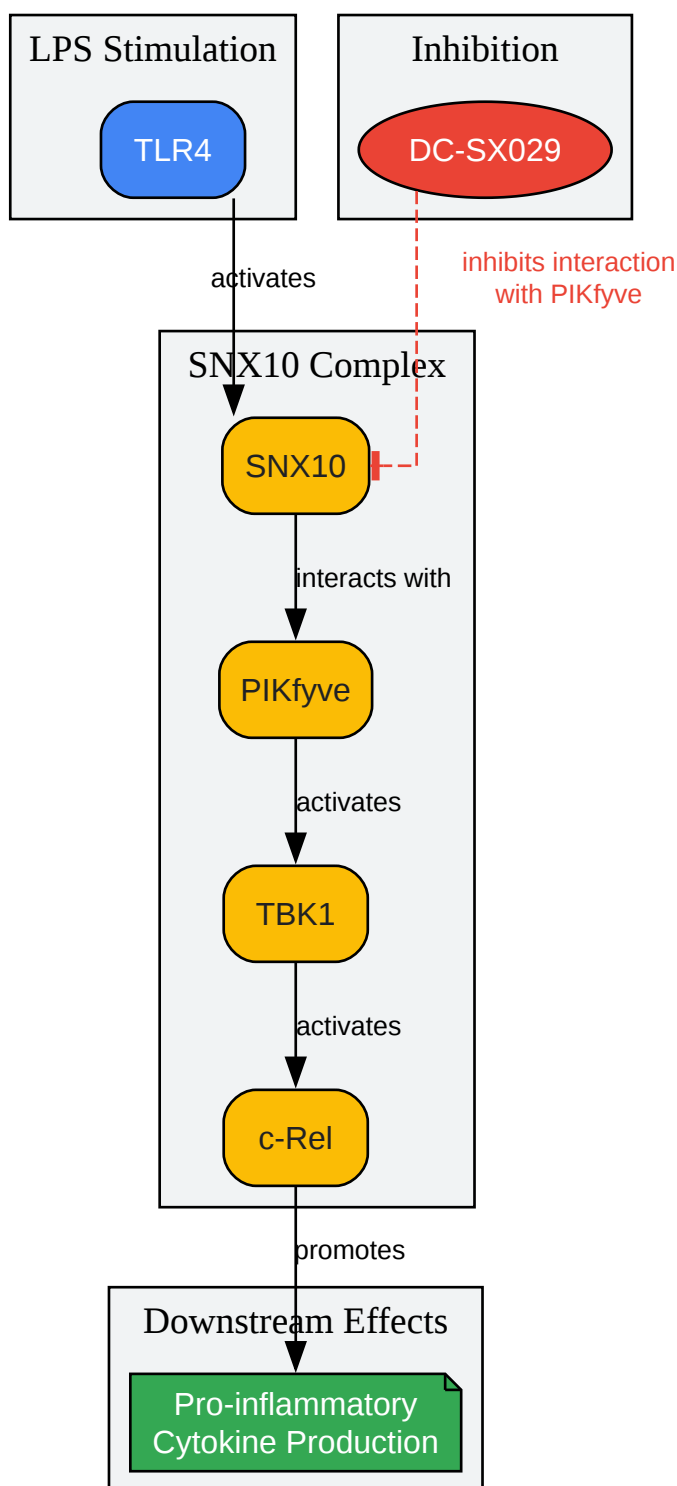 LPS Stimulation
Inhibition
TLR4
DC-SX029
activates
inhibits interaction
with PIKfyve
SNX10 Complex
SNX10
interacts with
PIKfyve
activates
TBK1
activates
c-Rel
promotes
Downstream Effects
Pro-inflammatory
Cytokine Production